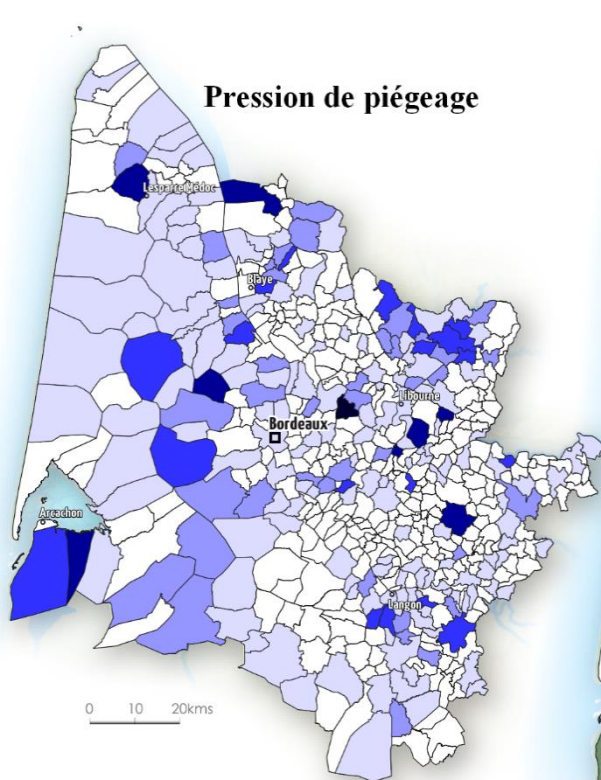 Pression de piégeage
Lesparre Médoc
Blaye
Libourne
Bordeaux
Arcachon
Langon
0 10 20kms